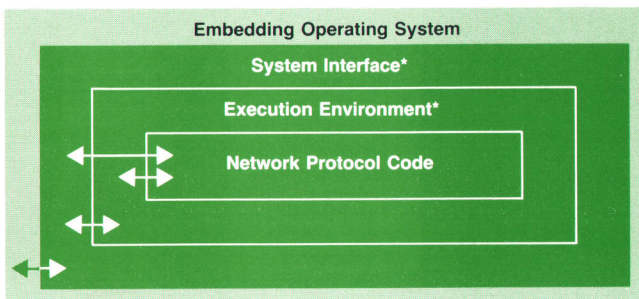 Embedding Operating System
System Interface*
Execution Environment*
Network Protocol Code